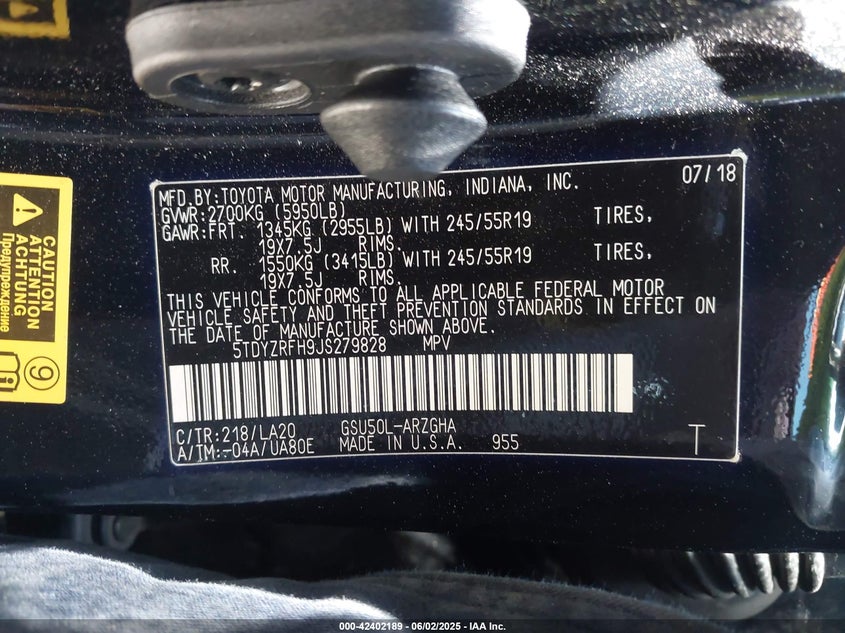 MFD.BY:TOYOTA MOTOR MANUFACTURING, INDIANA, INC. 07/18
GVWR:2700KG (5950LB)
GAWR:FRT. 1345KG (2955LB) WITH 245/55R19 TIRES,
19X7.5J RIMS.
RR. 1550KG (3415LB) WITH 245/55R19 TIRES,
19X7.5J RIMS.
THIS VEHICLE CONFORMS TO ALL APPLICABLE FEDERAL MOTOR
VEHICLE SAFETY AND THEFT PREVENTION STANDARDS IN EFFECT ON
THE DATE OF MANUFACTURE SHOWN ABOVE.
5TDYZRFH9JS279828 MPV
C/TR:218/LA20 GSU50L-ARZGHA
A/TM:-04A/UA80E MADE IN U.S.A. 955 T
CAUTION
ATTENTION
ACHTUNG
Предупреждение
9
000-42402189 - 06/02/2025 - IAA Inc.